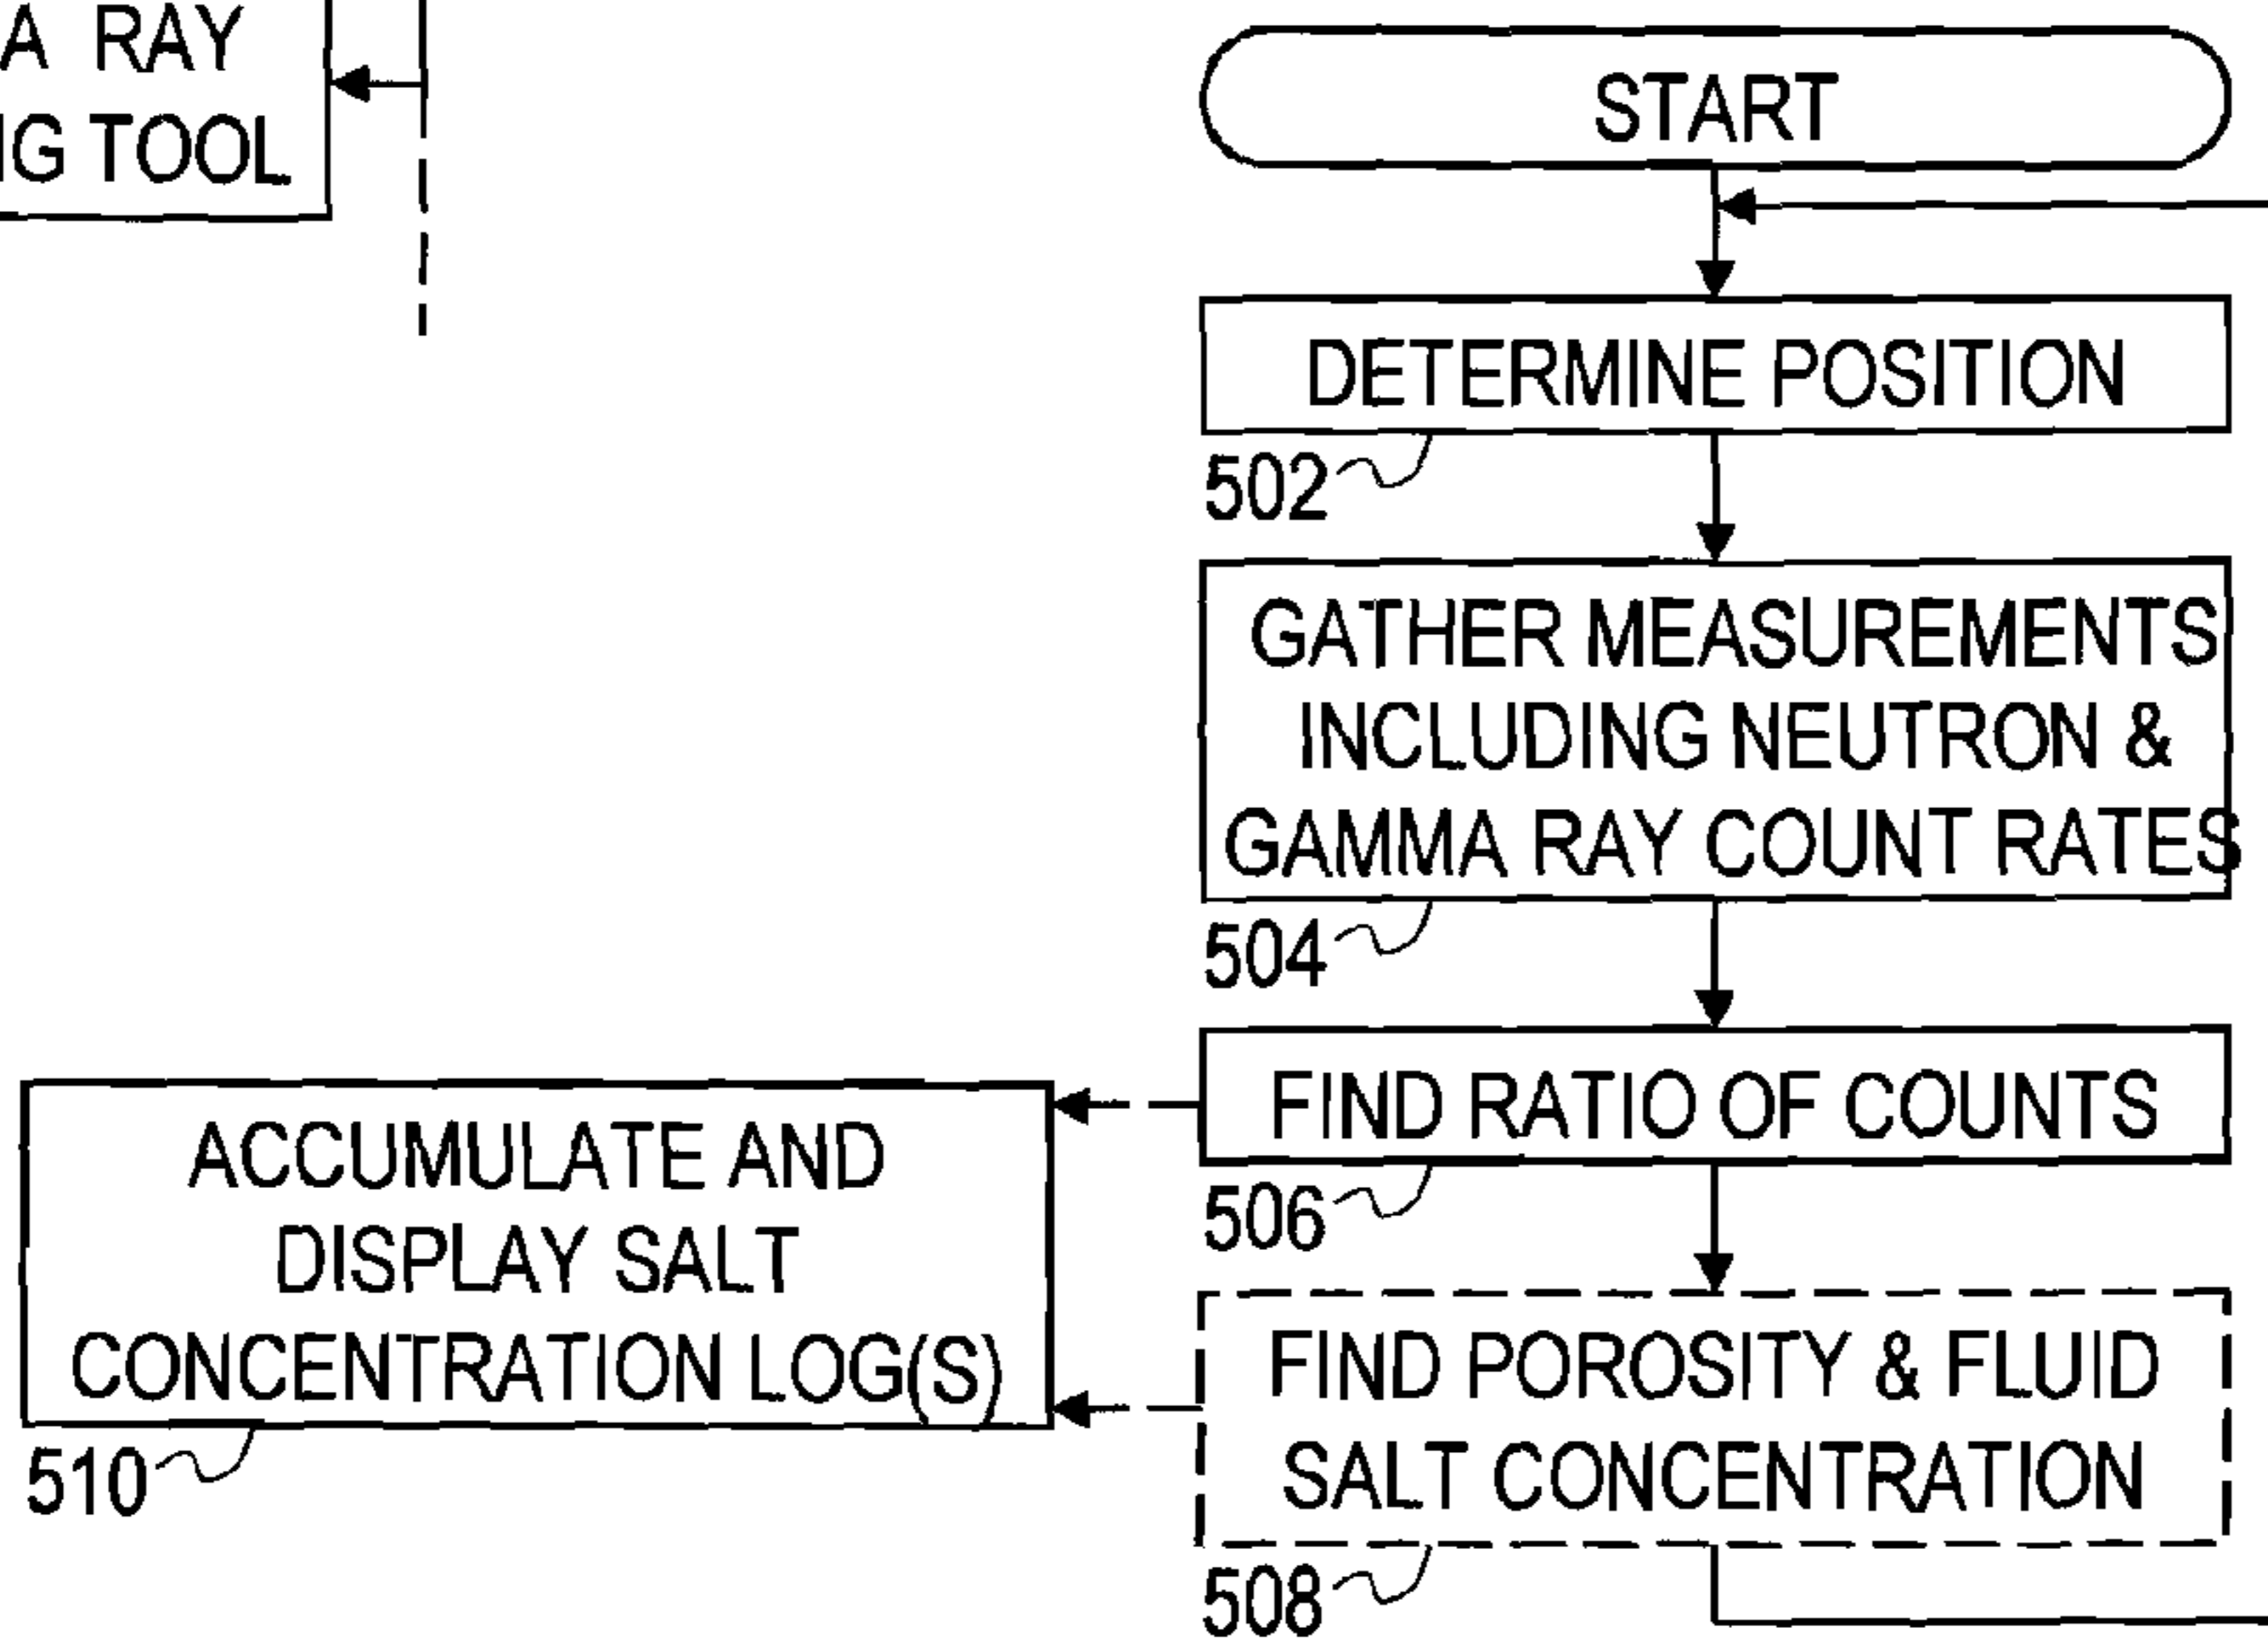 A RAY
G TOOL
START
DETERMINE POSITION
502
GATHER MEASUREMENTS
INCLUDING NEUTRON &
GAMMA RAY COUNT RATES
504
FIND RATIO OF COUNTS
506
ACCUMULATE AND
DISPLAY SALT
CONCENTRATION LOG(S)
510
FIND POROSITY & FLUID
SALT CONCENTRATION
508